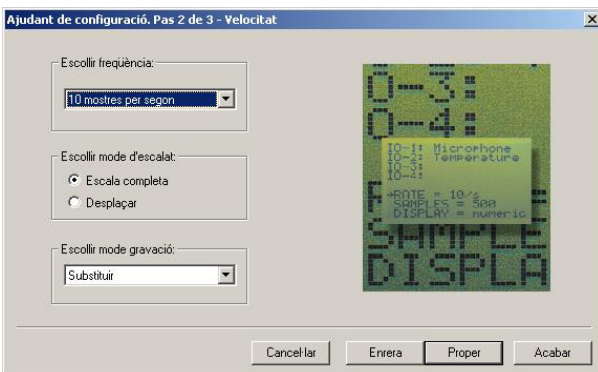 Ajudant de configuració. Pas 2 de 3 - Velocitat
Escollir freqüència:
10 mostres per segon
Escollir mode d'escalat:
Escala completa
Desplaçar
Escollir mode gravació:
Substituir
O-3:
O-4:
IO-1: Microphone
IO-2: Temperature
IO-3:
IO-4:
→RATE = 10/s
SAMPLES = 500
DISPLAY = numeric
SAMPLE
DISPLA
Cancel·lar
Enrera
Proper
Acabar